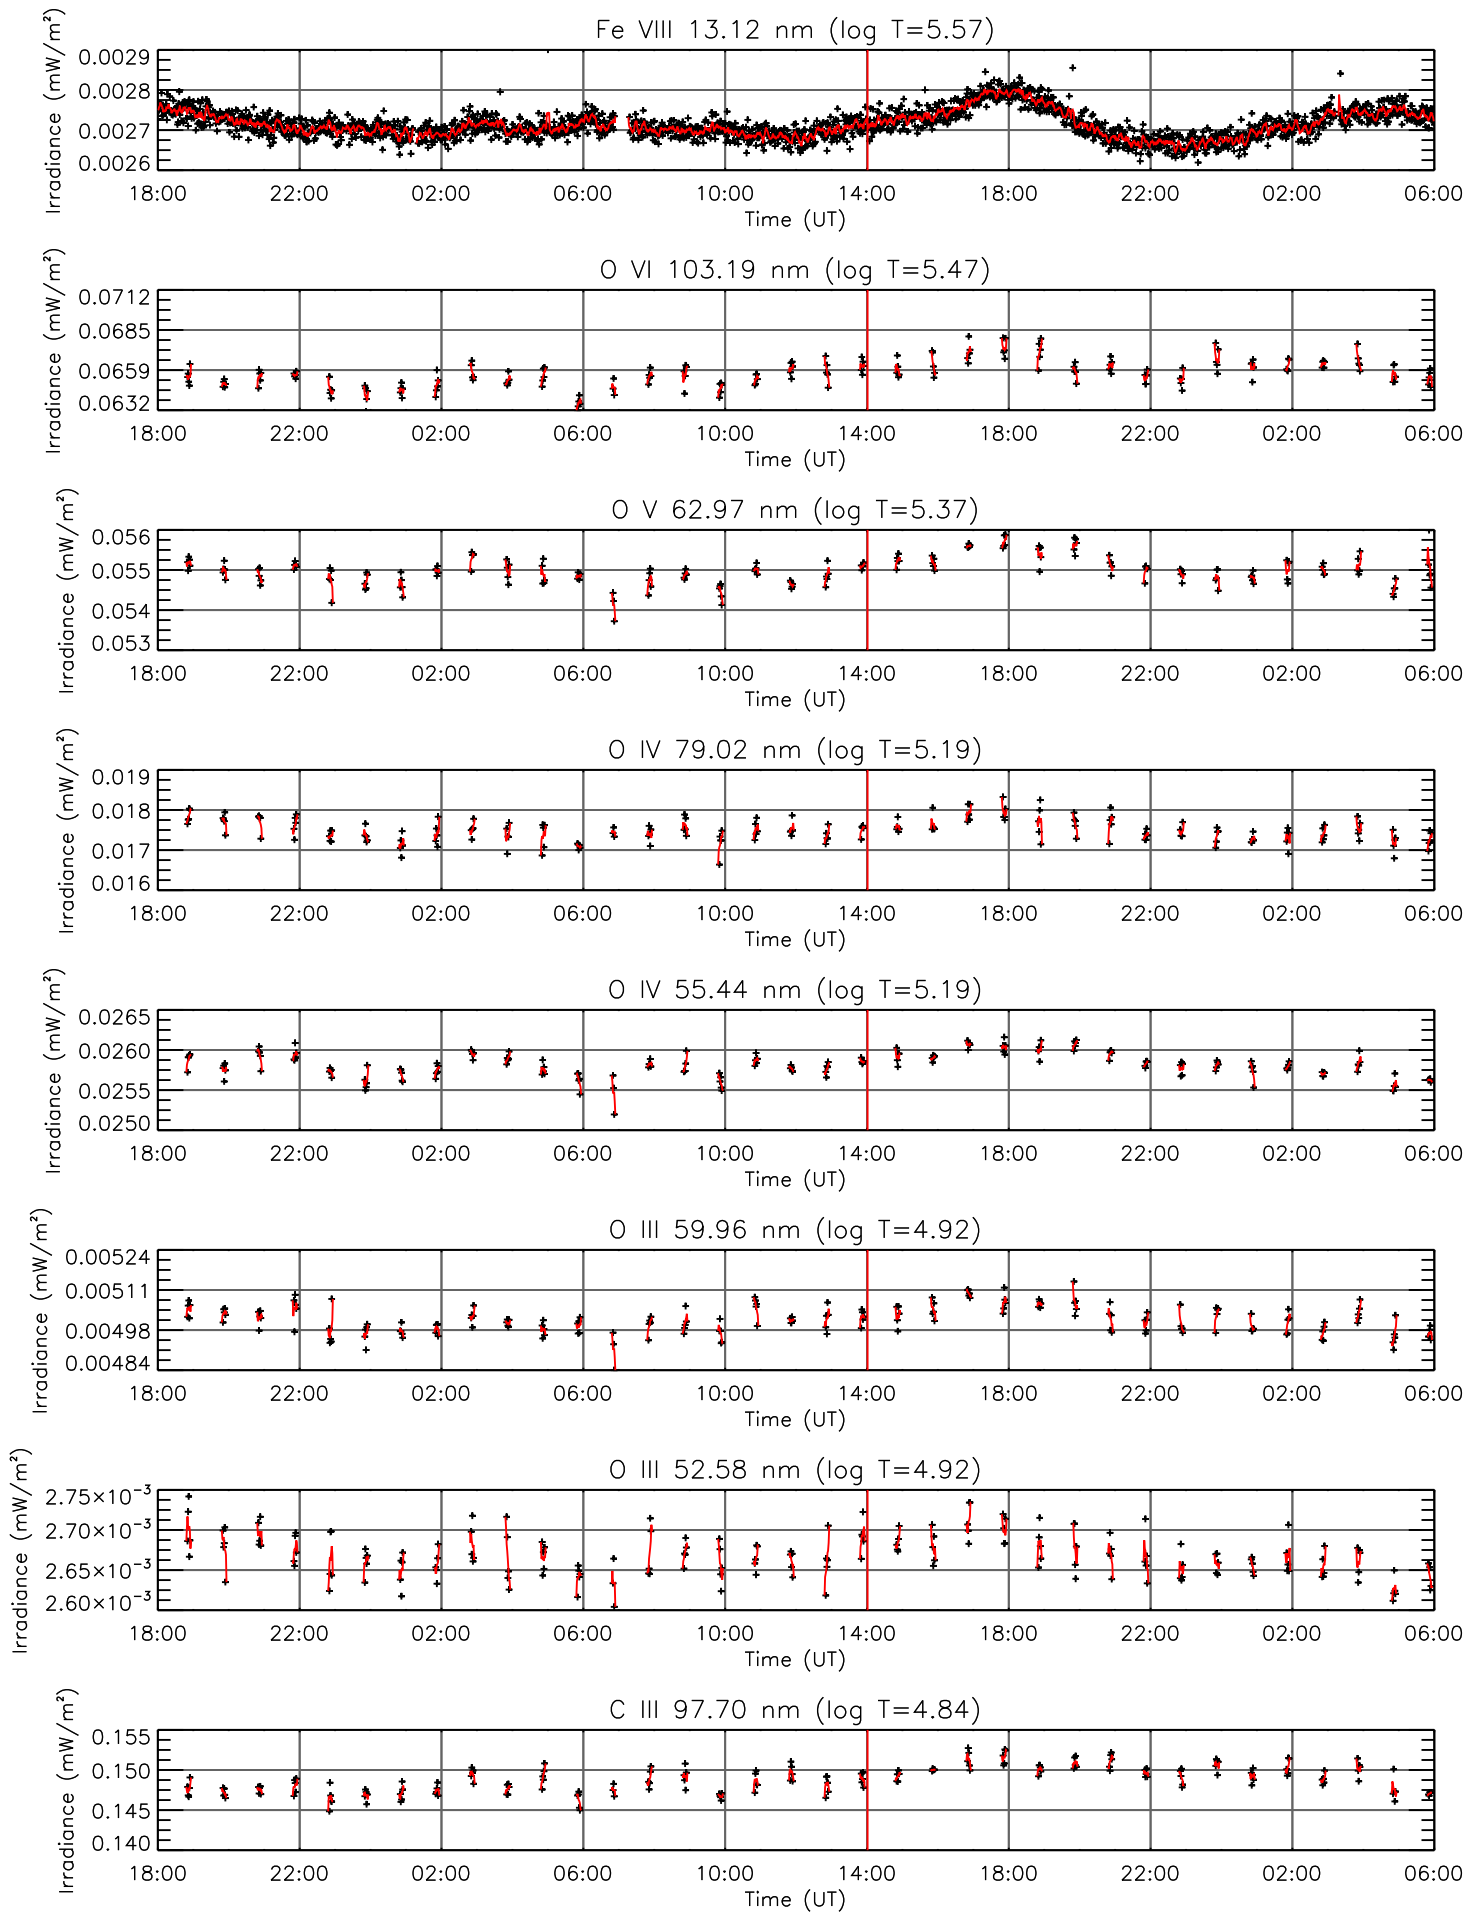 Fe VIII 13.12 nm (log T=5.57)
Irradiance (mW/m²)
0.0029
0.0028
0.0027
0.0026
18:00 22:00 02:00 06:00 10:00 14:00 18:00 22:00 02:00 06:00
Time (UT)
O VI 103.19 nm (log T=5.47)
Irradiance (mW/m²)
0.0712
0.0685
0.0659
0.0632
18:00 22:00 02:00 06:00 10:00 14:00 18:00 22:00 02:00 06:00
Time (UT)
O V 62.97 nm (log T=5.37)
Irradiance (mW/m²)
0.056
0.055
0.054
0.053
18:00 22:00 02:00 06:00 10:00 14:00 18:00 22:00 02:00 06:00
Time (UT)
O IV 79.02 nm (log T=5.19)
Irradiance (mW/m²)
0.019
0.018
0.017
0.016
18:00 22:00 02:00 06:00 10:00 14:00 18:00 22:00 02:00 06:00
Time (UT)
O IV 55.44 nm (log T=5.19)
Irradiance (mW/m²)
0.0265
0.0260
0.0255
0.0250
18:00 22:00 02:00 06:00 10:00 14:00 18:00 22:00 02:00 06:00
Time (UT)
O III 59.96 nm (log T=4.92)
Irradiance (mW/m²)
0.00524
0.00511
0.00498
0.00484
18:00 22:00 02:00 06:00 10:00 14:00 18:00 22:00 02:00 06:00
Time (UT)
O III 52.58 nm (log T=4.92)
Irradiance (mW/m²)
2.75×10⁻³
2.70×10⁻³
2.65×10⁻³
2.60×10⁻³
18:00 22:00 02:00 06:00 10:00 14:00 18:00 22:00 02:00 06:00
Time (UT)
C III 97.70 nm (log T=4.84)
Irradiance (mW/m²)
0.155
0.150
0.145
0.140
18:00 22:00 02:00 06:00 10:00 14:00 18:00 22:00 02:00 06:00
Time (UT)